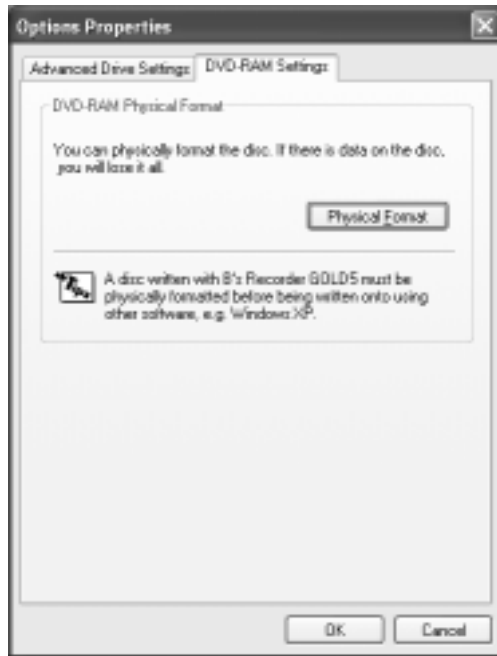 Options Properties
Advanced Drive Settings
DVD-RAM Settings
DVD-RAM Physical Format
You can physically format the disc. If there is data on the disc,
you will lose it all.
Physical Format
A disc written with B's Recorder GOLD5 must be
physically formatted before being written onto using
other software, e.g. Windows XP.
OK
Cancel